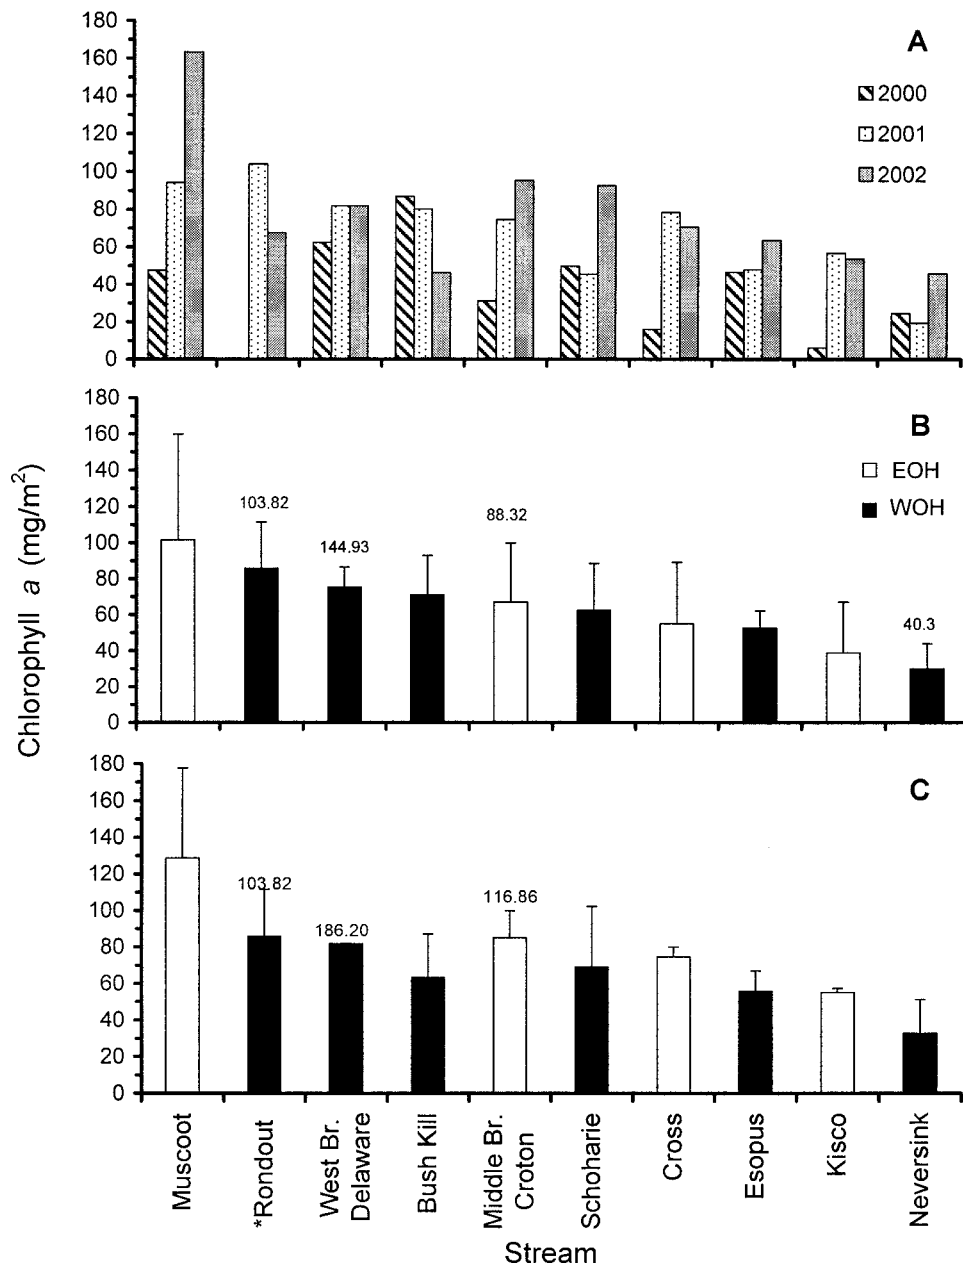 180
160
140
120
100
80
60
40
20
0
A
2000
2001
2002
180
160
140
120
100
80
60
40
20
0
B
EOH
WOH
103.82
144.93
88.32
40.3
Chlorophyll a (mg/m²)
180
160
140
120
100
80
60
40
20
0
C
103.82
186.20
116.86
Muscoot
*Rondout
West Br.
Delaware
Bush Kill
Middle Br.
Croton
Schoharie
Cross
Esopus
Kisco
Neversink
Stream